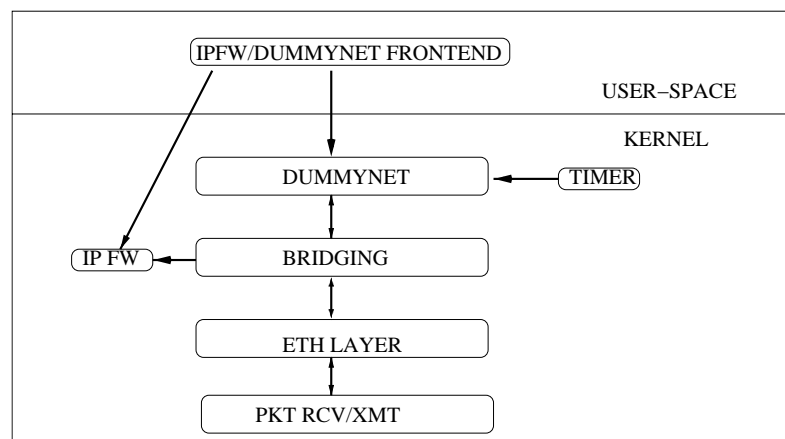 IPFW/DUMMYNET FRONTEND
USER–SPACE
KERNEL
DUMMYNET
TIMER
IP FW
BRIDGING
ETH LAYER
PKT RCV/XMT